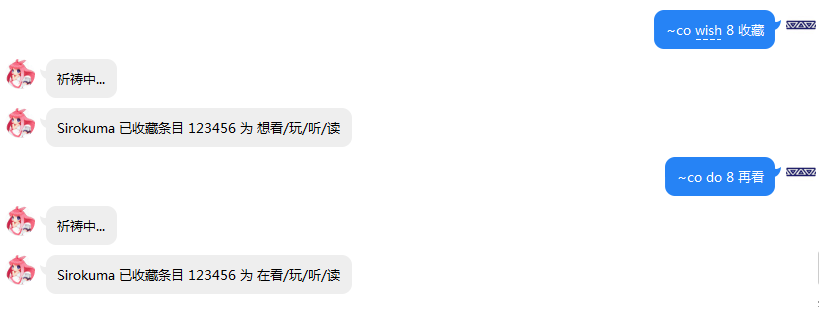 ~co wish 8 收藏
祈祷中...
Sirokuma 已收藏条目 123456 为 想看/玩/听/读
~co do 8 再看
祈祷中...
Sirokuma 已收藏条目 123456 为 在看/玩/听/读